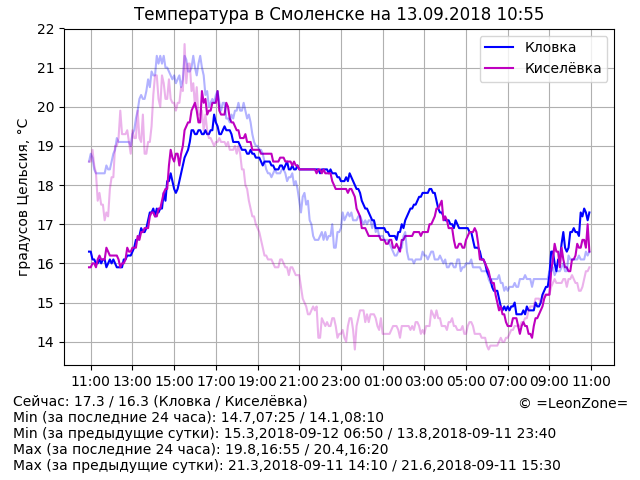 Температура в Смоленске на 13.09.2018 10:55
22
21
20
19
18
17
16
15
14
градусов Цельсия, °C
Кловка
Киселёвка
11:00 13:00 15:00 17:00 19:00 21:00 23:00 01:00 03:00 05:00 07:00 09:00 11:00
Сейчас: 17.3 / 16.3 (Кловка / Киселёвка)
© =LeonZone=
Min (за последние 24 часа): 14.7,07:25 / 14.1,08:10
Min (за предыдущие сутки): 15.3,2018-09-12 06:50 / 13.8,2018-09-11 23:40
Max (за последние 24 часа): 19.8,16:55 / 20.4,16:20
Max (за предыдущие сутки): 21.3,2018-09-11 14:10 / 21.6,2018-09-11 15:30